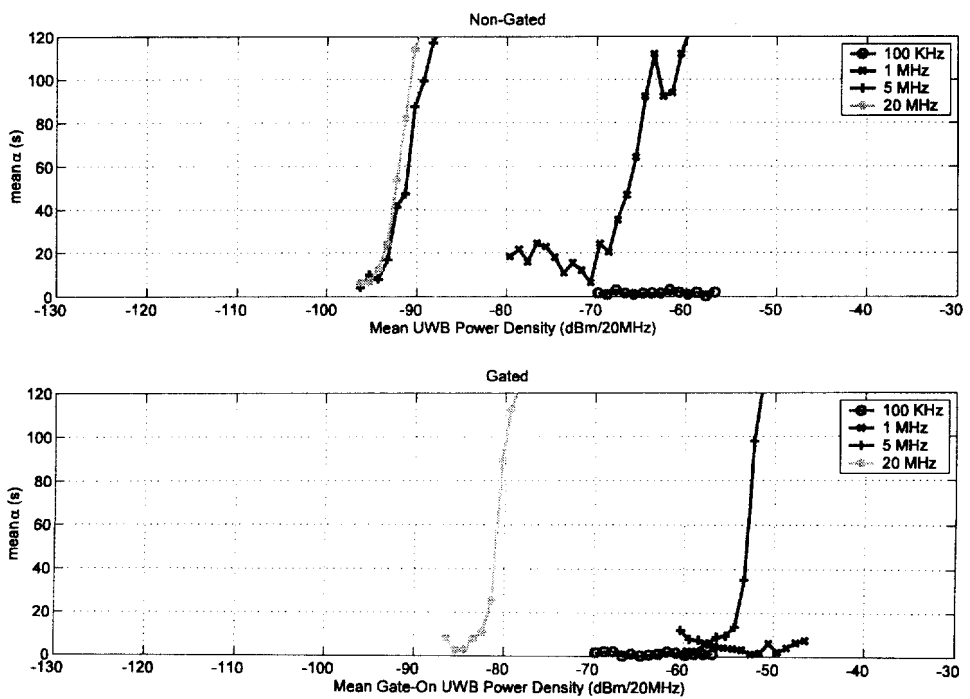 Non-Gated
120
100
80
60
40
20
0
mean α (s)
100 KHz
1 MHz
5 MHz
20 MHz
-130 -120 -110 -100 -90 -80 -70 -60 -50 -40 -30
Mean UWB Power Density (dBm/20MHz)
Gated
120
100
80
60
40
20
0
mean α (s)
100 KHz
1 MHz
5 MHz
20 MHz
-130 -120 -110 -100 -90 -80 -70 -60 -50 -40 -30
Mean Gate-On UWB Power Density (dBm/20MHz)